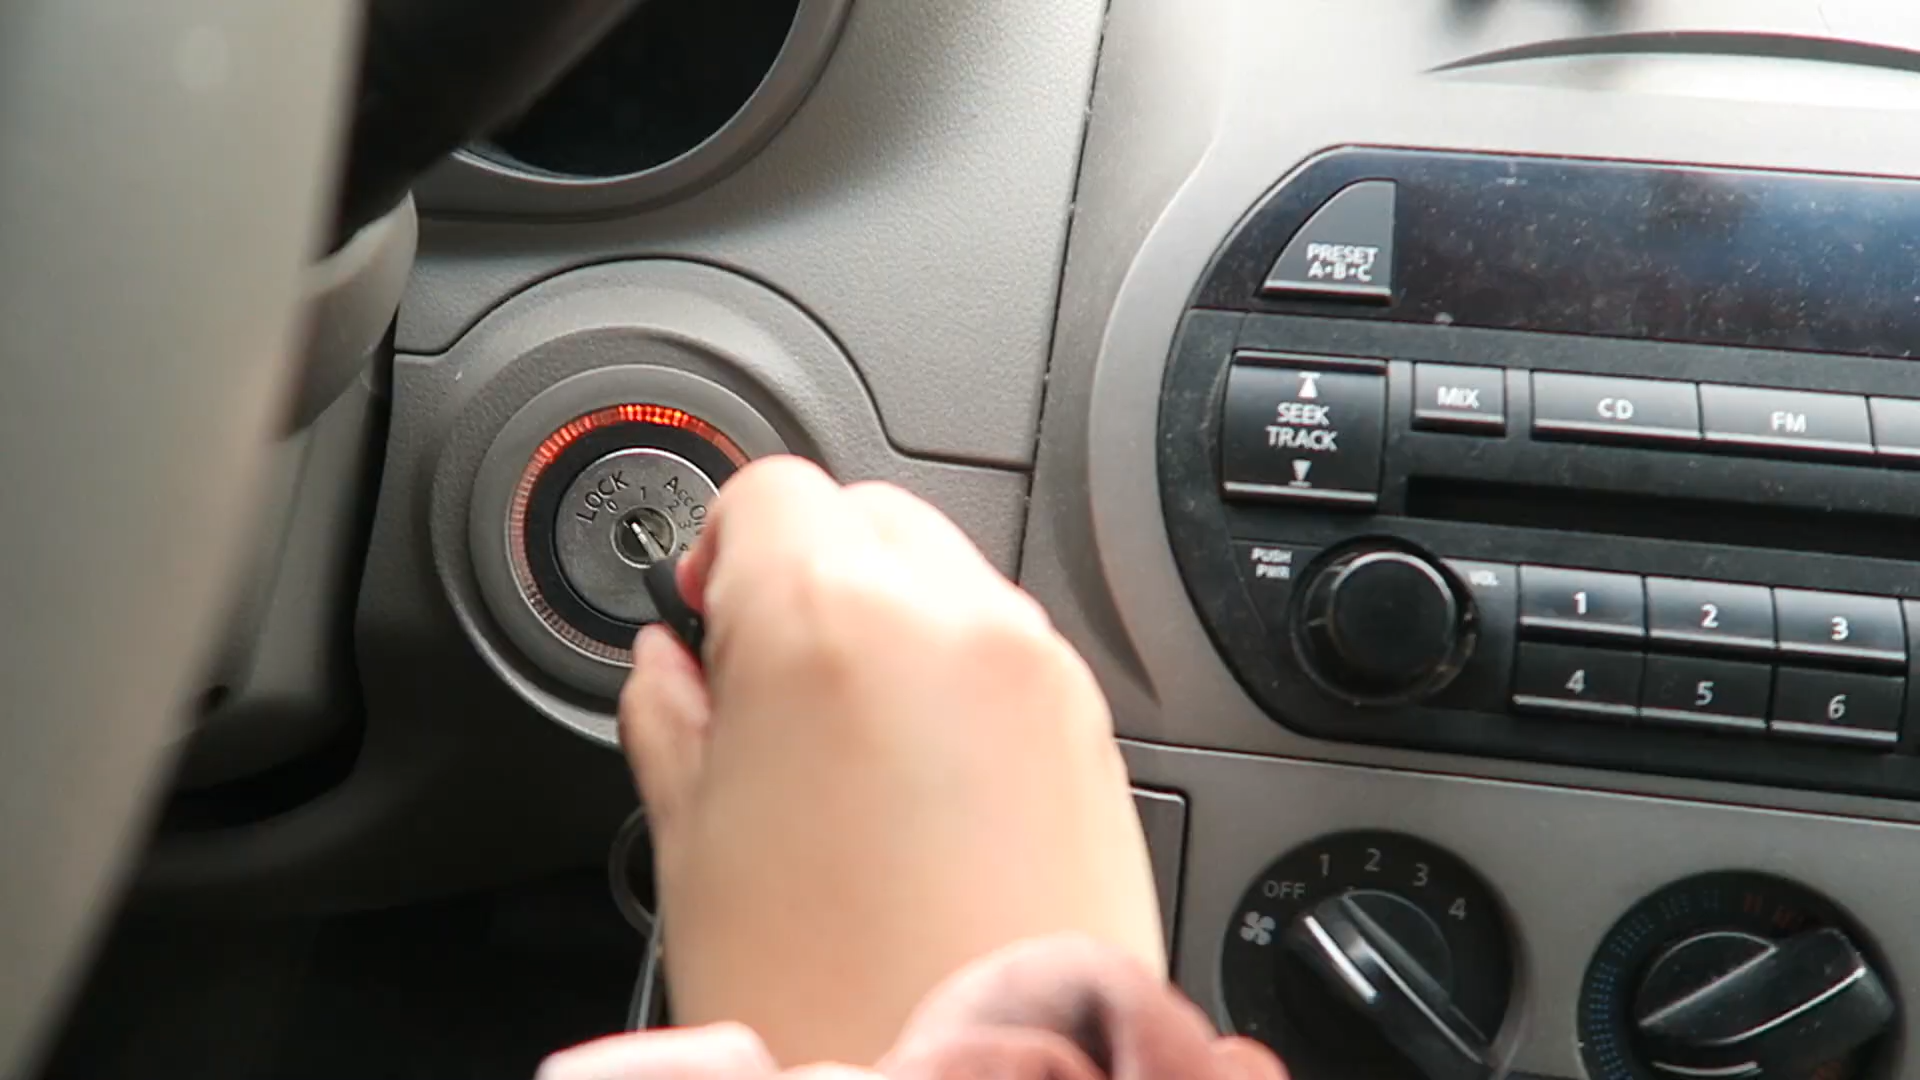 LOCK
0
1
ACC
2
3
PRESET
A•B•C
SEEK
TRACK
MIX
CD
FM
PUSH
PWR
VOL
1
2
3
4
5
6
OFF
1
2
3
4